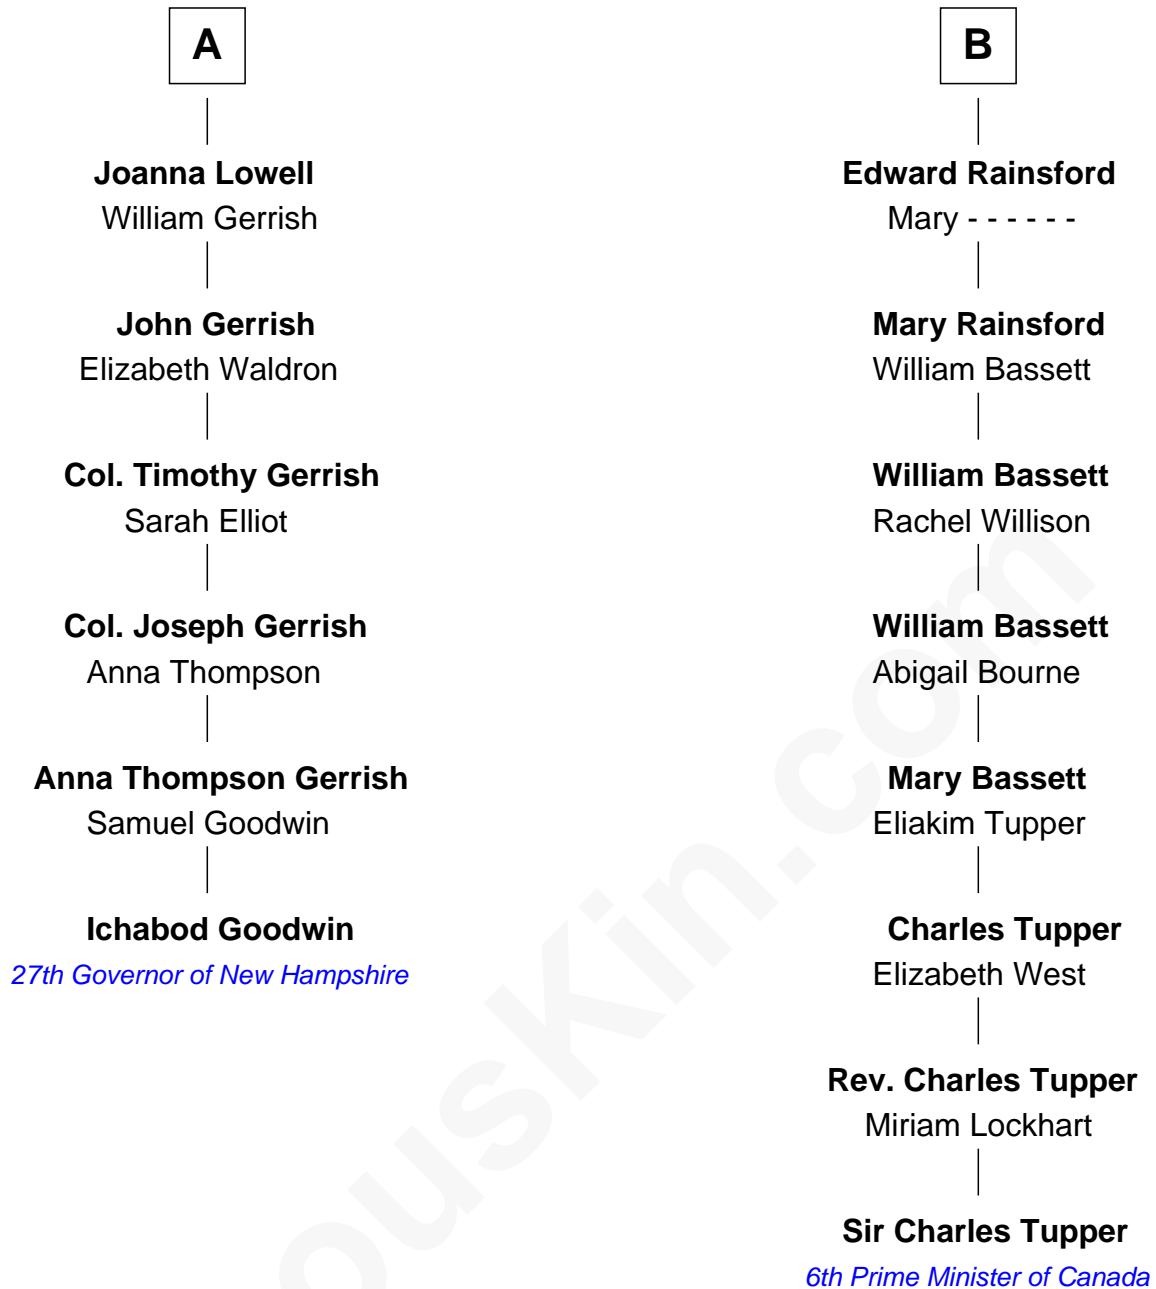 A
Joanna Lowell
William Gerrish
John Gerrish
Elizabeth Waldron
Col. Timothy Gerrish
Sarah Elliot
Col. Joseph Gerrish
Anna Thompson
Anna Thompson Gerrish
Samuel Goodwin
Ichabod Goodwin
27th Governor of New Hampshire
B
Edward Rainsford
Mary - - - - - -
Mary Rainsford
William Bassett
William Bassett
Rachel Willison
William Bassett
Abigail Bourne
Mary Bassett
Eliakim Tupper
Charles Tupper
Elizabeth West
Rev. Charles Tupper
Miriam Lockhart
Sir Charles Tupper
6th Prime Minister of Canada
ousKin.com